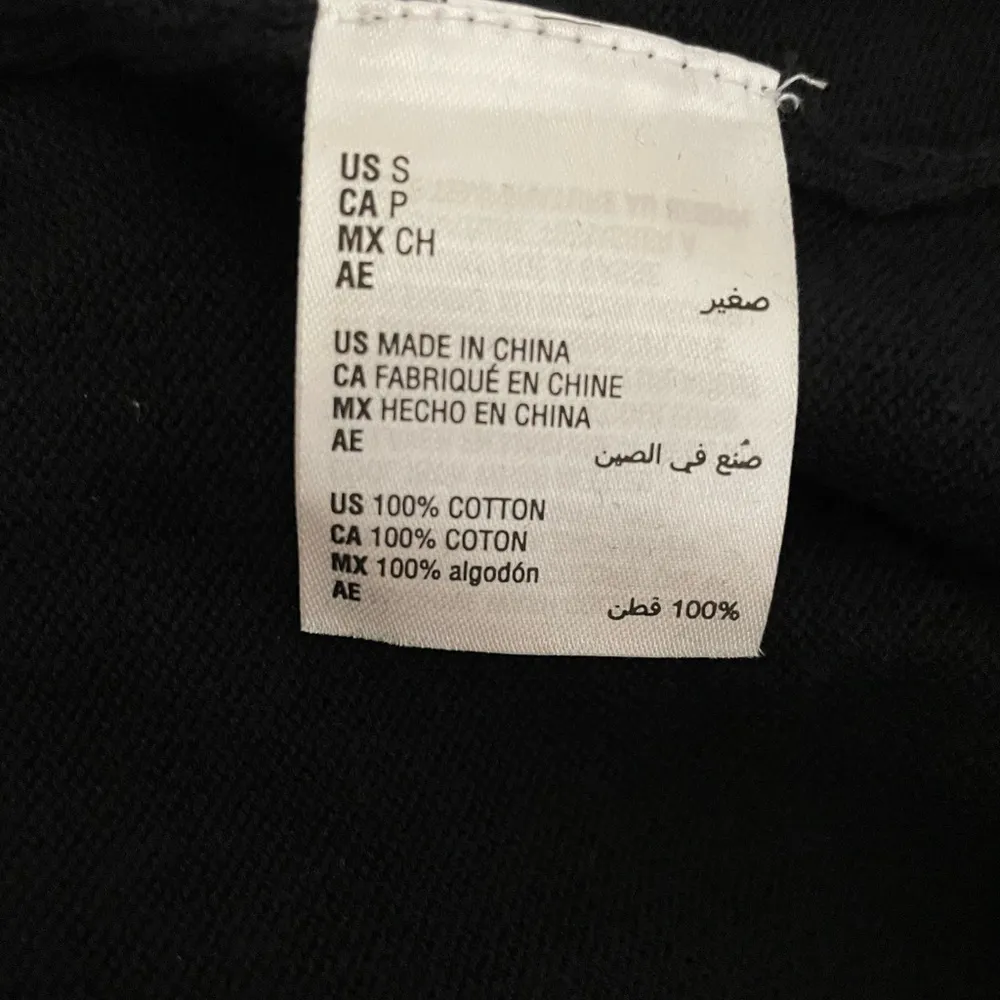 US S
CA P
MX CH
AE
صغير
US MADE IN CHINA
CA FABRIQUÉ EN CHINE
MX HECHO EN CHINA
AE
صُنع في الصين
US 100% COTTON
CA 100% COTON
MX 100% algodón
AE
100% قطن